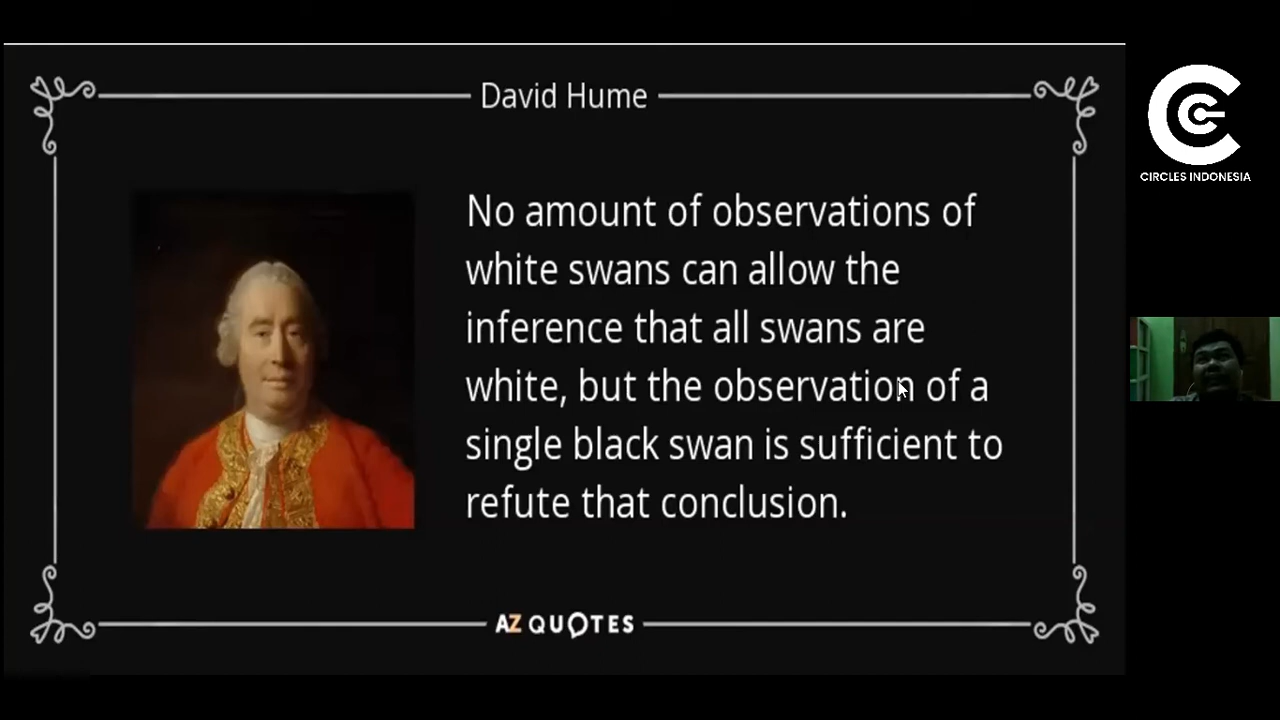 David Hume
No amount of observations of
white swans can allow the
inference that all swans are
white, but the observation of a
single black swan is sufficient to
refute that conclusion.
AZ QUOTES
CIRCLES INDONESIA